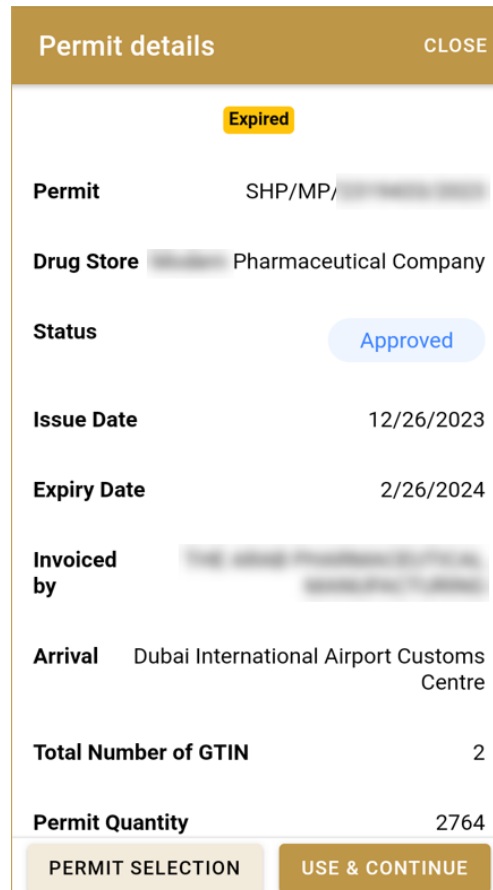 Permit details CLOSE
Expired
Permit SHP/MP/
Drug Store Pharmaceutical Company
Status Approved
Issue Date 12/26/2023
Expiry Date 2/26/2024
Invoiced
by
Arrival Dubai International Airport Customs
Centre
Total Number of GTIN 2
Permit Quantity 2764
PERMIT SELECTION USE & CONTINUE